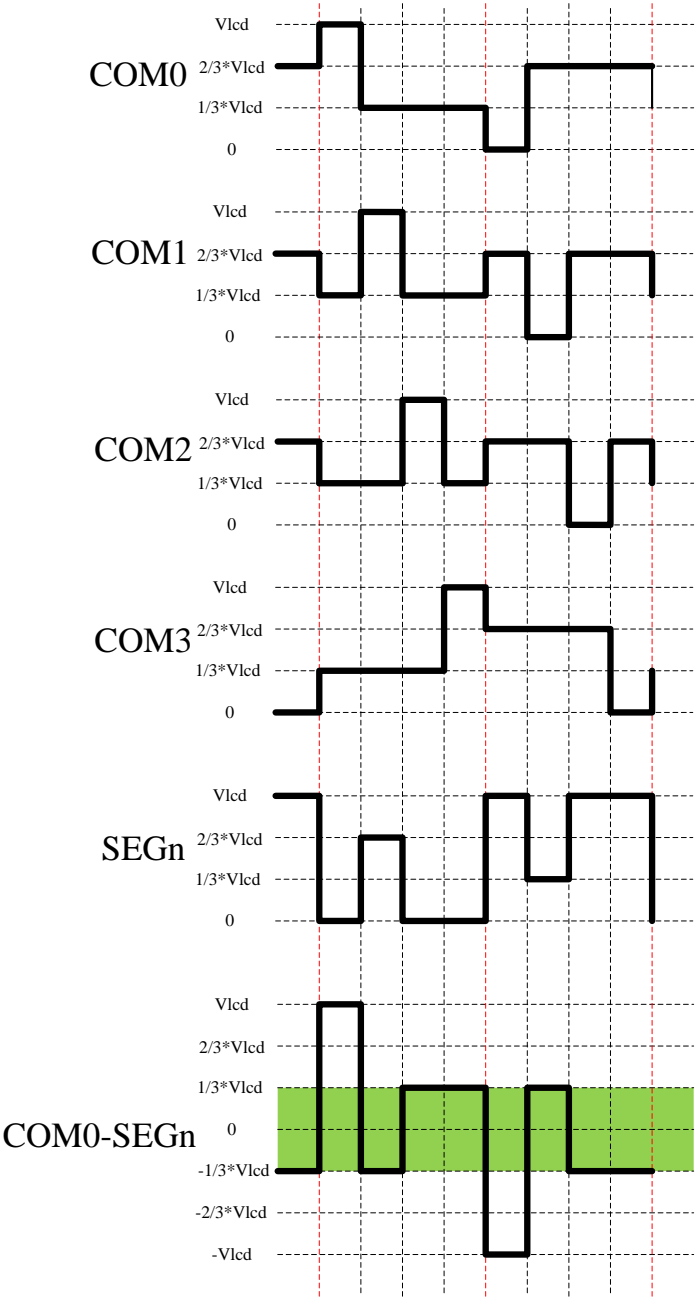 Vlcd
COM0 2/3*Vlcd
1/3*Vlcd
0
Vlcd
COM1 2/3*Vlcd
1/3*Vlcd
0
Vlcd
COM2 2/3*Vlcd
1/3*Vlcd
0
Vlcd
COM3 2/3*Vlcd
1/3*Vlcd
0
Vlcd
SEGn 2/3*Vlcd
1/3*Vlcd
0
Vlcd
2/3*Vlcd
1/3*Vlcd
COM0-SEGn 0
-1/3*Vlcd
-2/3*Vlcd
-Vlcd